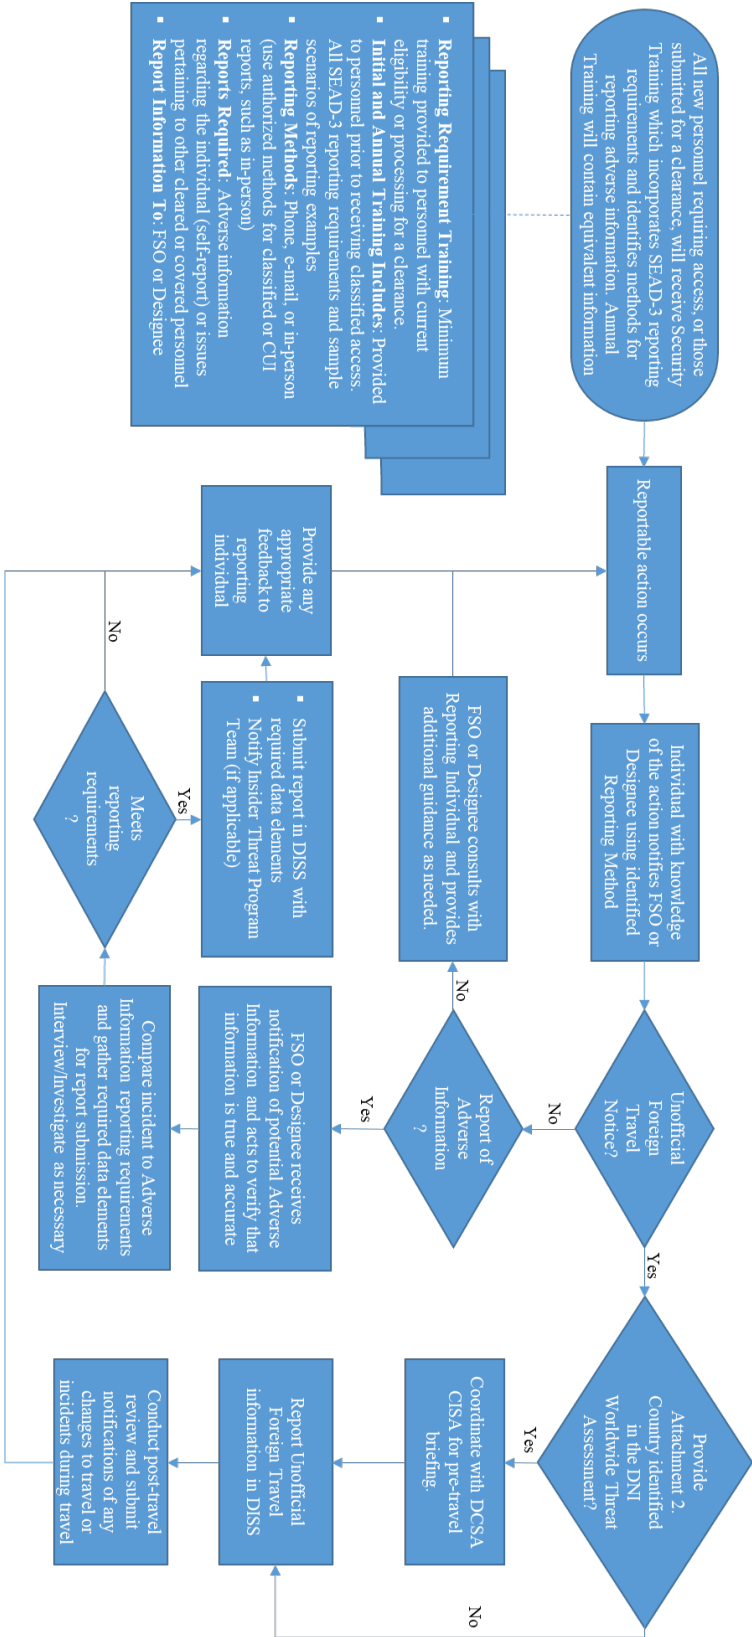 All new personnel requiring access, or those
submitted for a clearance, will receive Security
Training which incorporates SEAD-3 reporting
requirements and identifies methods for
reporting adverse information. Annual
Training will contain equivalent information
Reportable action occurs
Individual with knowledge
of the action notifies FSO or
Designee using identified
Reporting Method
Unofficial
Foreign
Travel
Notice?
Yes
Provide
Attachment 2.
Country identified
in the DNI
Worldwide Threat
Assessment?
▪ Reporting Requirement Training: Minimum
training provided to personnel with current
eligibility or processing for a clearance.
▪ Initial and Annual Training Includes: Provided
to personnel prior to receiving classified access.
All SEAD-3 reporting requirements and sample
scenarios of reporting examples
▪ Reporting Methods: Phone, e-mail, or in-person
(use authorized methods for classified or CUI
reports, such as in-person)
▪ Reports Required: Adverse information
regarding the individual (self-report) or issues
pertaining to other cleared or covered personnel
▪ Report Information To: FSO or Designee
No
FSO or Designee consults with
Reporting Individual and provides
additional guidance as needed.
No
Report of
Adverse
Information
?
Yes
Yes
Coordinate with DCSA
CISA for pre-travel
briefing.
No
Provide any
appropriate
feedback to
reporting
individual
▪ Submit report in DISS with
required data elements
▪ Notify Insider Threat Program
Team (if applicable)
FSO or Designee receives
notification of potential Adverse
Information and acts to verify that
information is true and accurate
Report Unofficial
Foreign Travel
information in DISS
No
Yes
Meets
reporting
requirements
?
Compare incident to Adverse
Information reporting requirements
and gather required data elements
for report submission.
Interview/Investigate as necessary
Conduct post-travel
review and submit
notifications of any
changes to travel or
incidents during travel